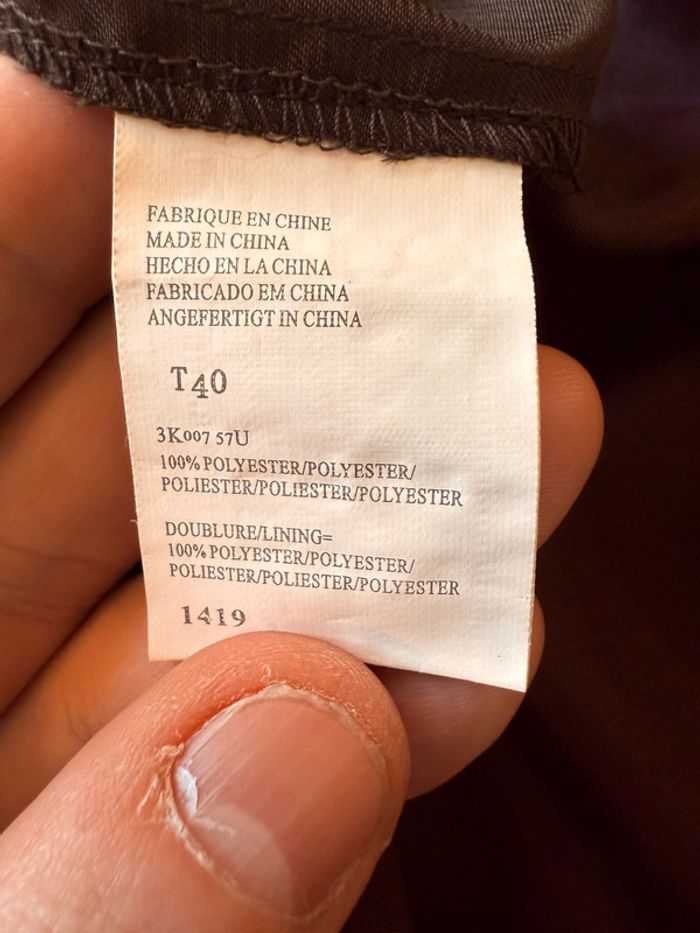 FABRIQUE EN CHINE
MADE IN CHINA
HECHO EN LA CHINA
FABRICADO EM CHINA
ANGEFERTIGT IN CHINA
T40
3K007 57U
100% POLYESTER/POLYESTER/
POLIESTER/POLIESTER/POLYESTER
DOUBLURE/LINING=
100% POLYESTER/POLYESTER/
POLIESTER/POLIESTER/POLYESTER
1419